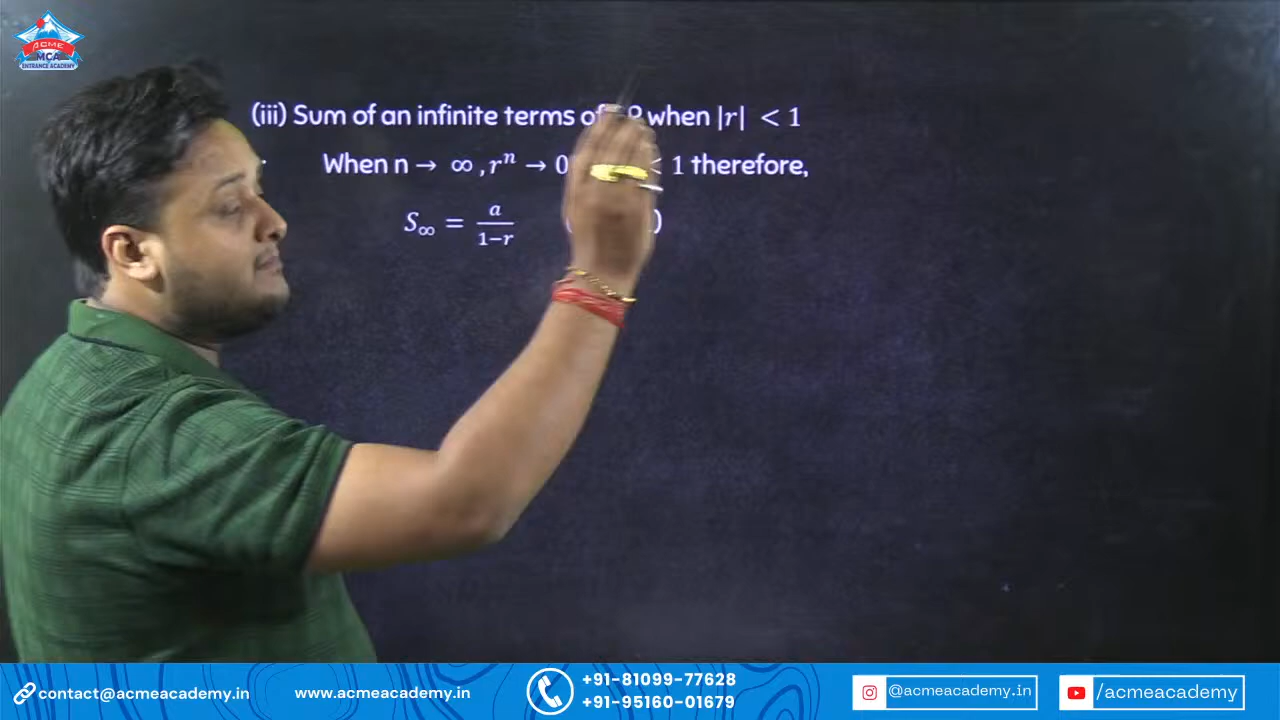 ACME
MCA
ENTRANCE ACADEMY
(iii) Sum of an infinite terms of P when |r| < 1
When n → ∞ , rⁿ → 0 < 1 therefore,
S∞ = a/(1−r) ( )
contact@acmeacademy.in
www.acmeacademy.in
+91-81099-77628
+91-95160-01679
@acmeacademy.in
/acmeacademy